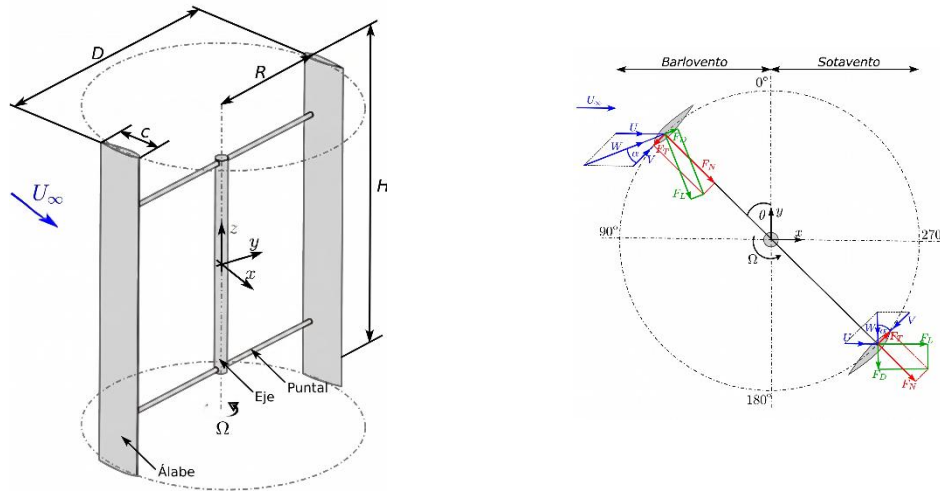 D
R
c
H
U∞
z
y
x
Puntal
Eje
Ω
Álabe
Barlovento
Sotavento
0°
U∞
U
W
α
V
F_T
F_D
F_N
F_L
θ
y
x
90°
270°
Ω
W
V
U
F_T
F_L
F_D
F_N
180°